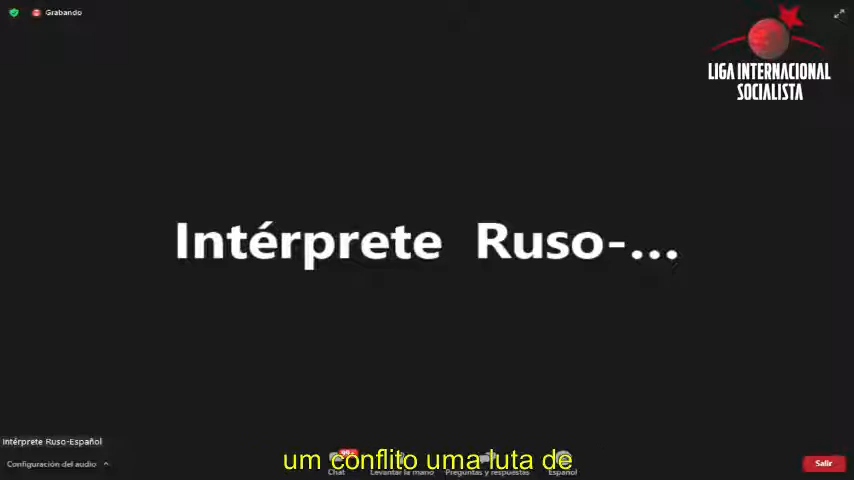 Grabando
LIGA INTERNACIONAL
SOCIALISTA
Intérprete Ruso-...
Intérprete Ruso-Español
Configuración del audio
Chat
Levantar la mano
Preguntas y respuestas
Español
Salir
um conflito uma luta de